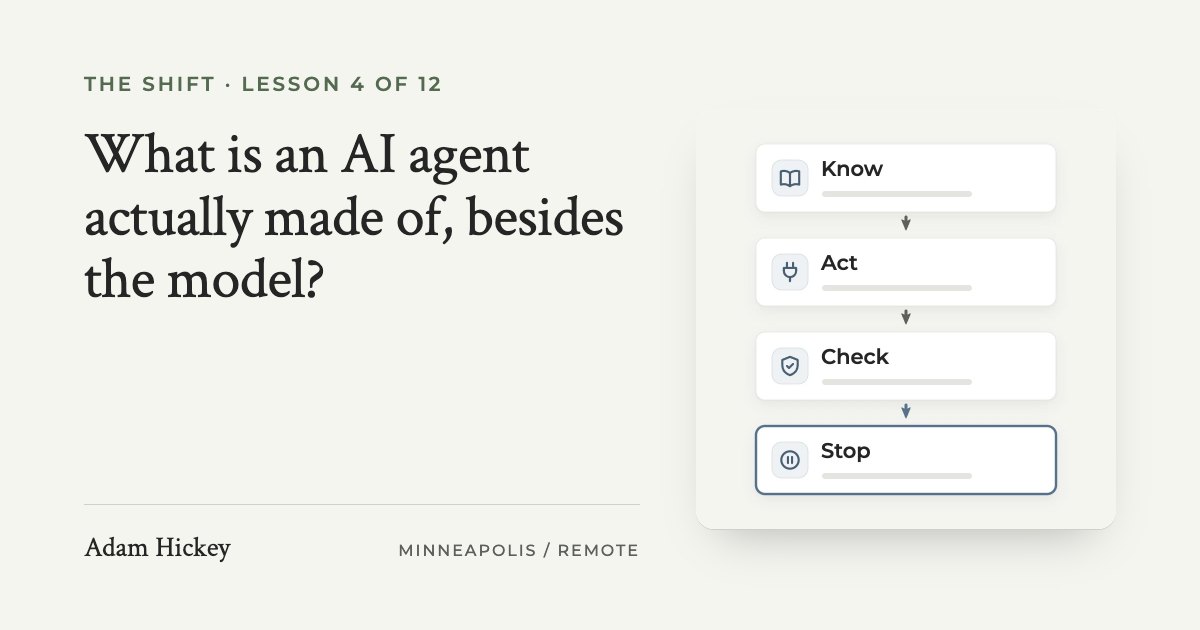 THE SHIFT · LESSON 4 OF 12
What is an AI agent
actually made of, besides
the model?
Adam Hickey
MINNEAPOLIS / REMOTE
Know
Act
Check
Stop